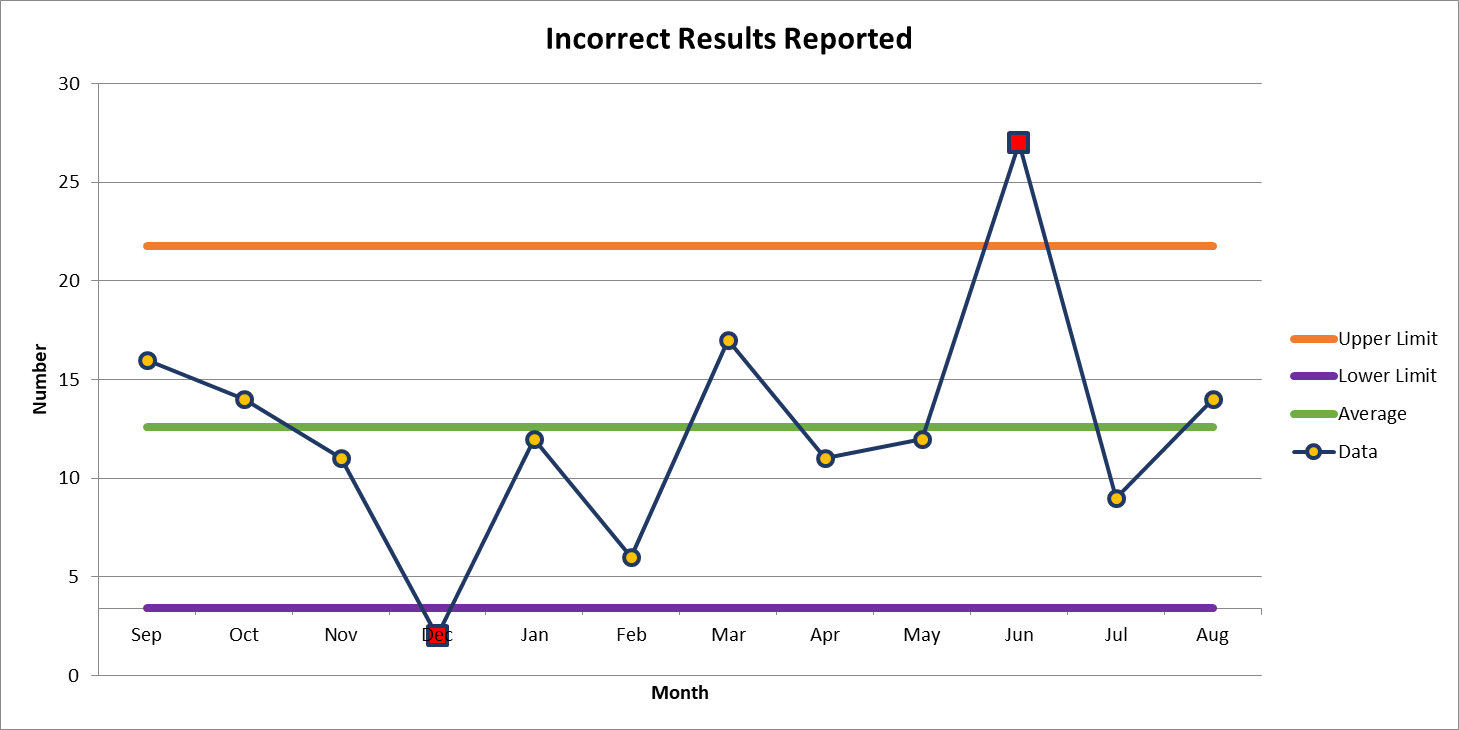 Incorrect Results Reported
30
25
20
15
10
5
0
Number
Sep Oct Nov Dec Jan Feb Mar Apr May Jun Jul Aug
Month
Upper Limit
Lower Limit
Average
Data